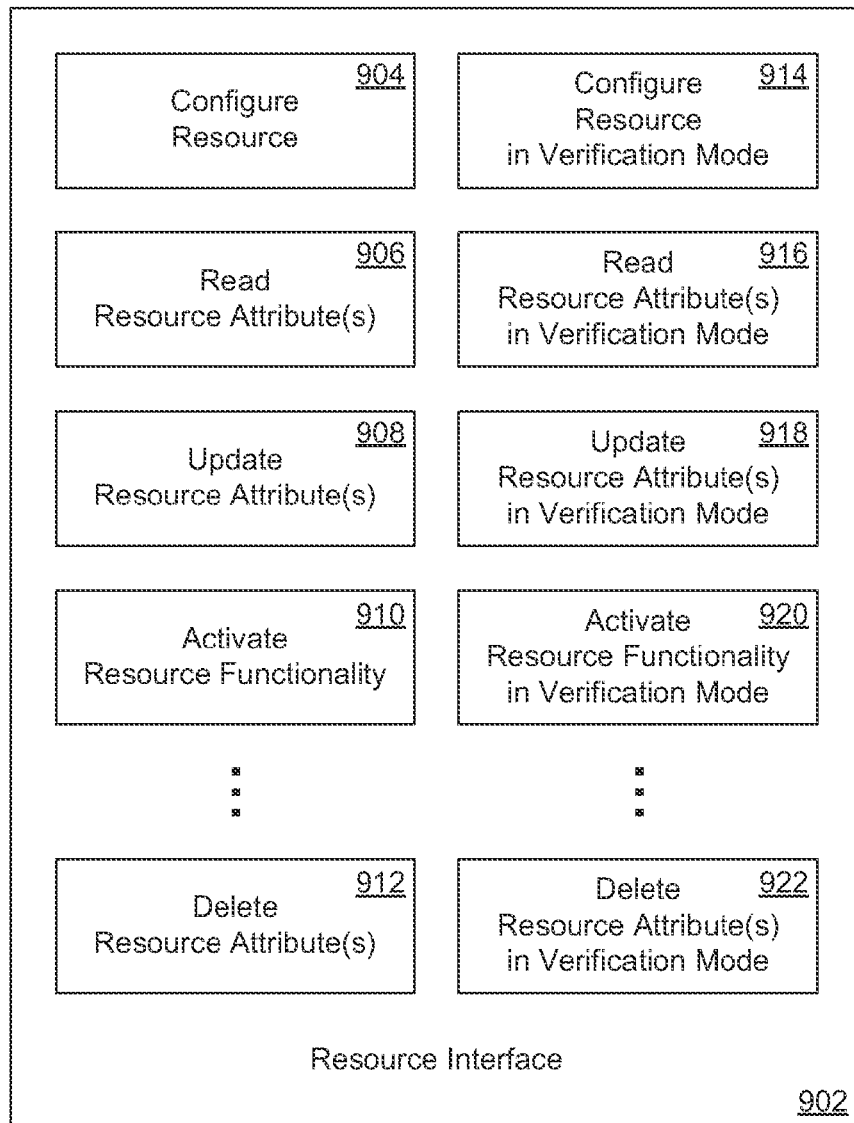 904
Configure
Resource
914
Configure
Resource
in Verification Mode
906
Read
Resource Attribute(s)
916
Read
Resource Attribute(s)
in Verification Mode
908
Update
Resource Attribute(s)
918
Update
Resource Attribute(s)
in Verification Mode
910
Activate
Resource Functionality
920
Activate
Resource Functionality
in Verification Mode
912
Delete
Resource Attribute(s)
922
Delete
Resource Attribute(s)
in Verification Mode
Resource Interface
902